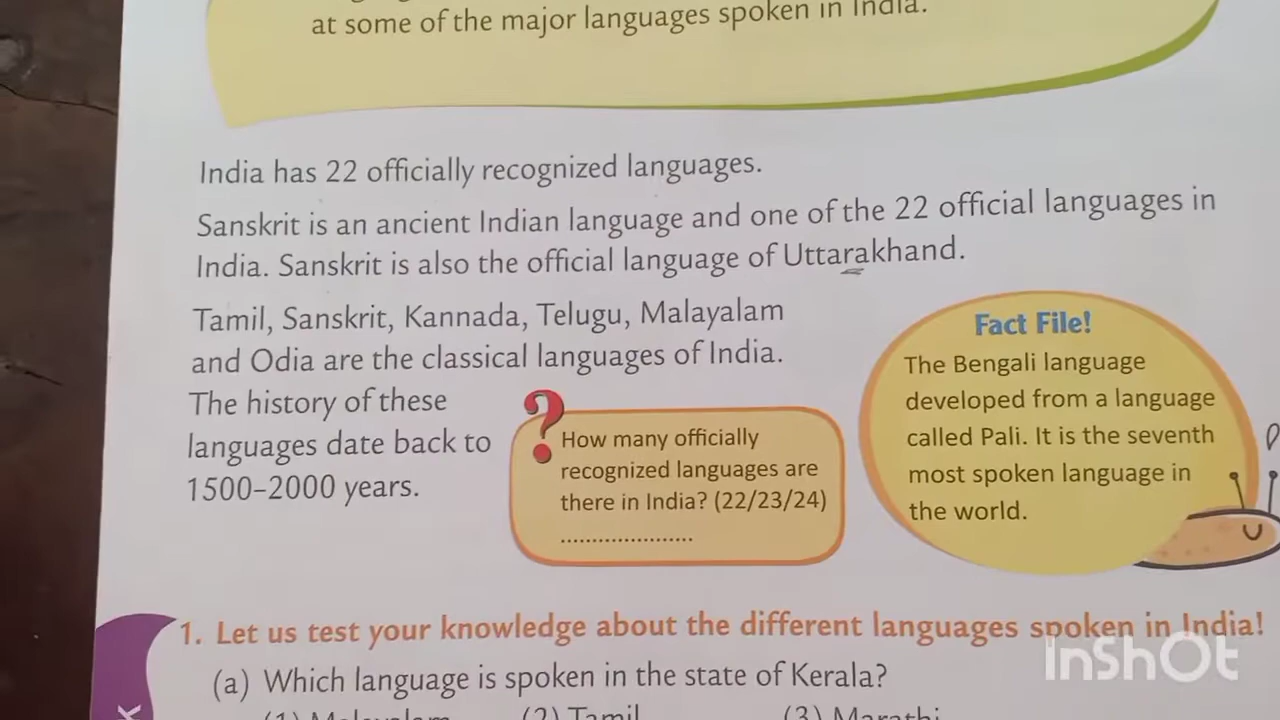 at some of the major languages spoken in India.
India has 22 officially recognized languages.
Sanskrit is an ancient Indian language and one of the 22 official languages in
India. Sanskrit is also the official language of Uttarakhand.
Tamil, Sanskrit, Kannada, Telugu, Malayalam
and Odia are the classical languages of India.
The history of these
languages date back to
1500–2000 years.
?
How many officially
recognized languages are
there in India? (22/23/24)
......................
Fact File!
The Bengali language
developed from a language
called Pali. It is the seventh
most spoken language in
the world.
1. Let us test your knowledge about the different languages spoken in India!
(a) Which language is spoken in the state of Kerala?
(1) Malayalam (2) Tamil (3) Marathi
InShOt